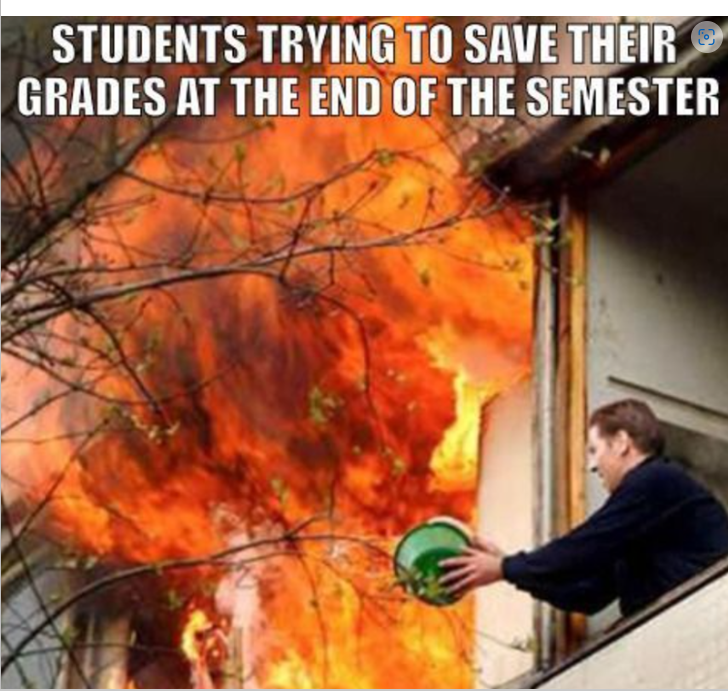 STUDENTS TRYING TO SAVE THEIR
GRADES AT THE END OF THE SEMESTER